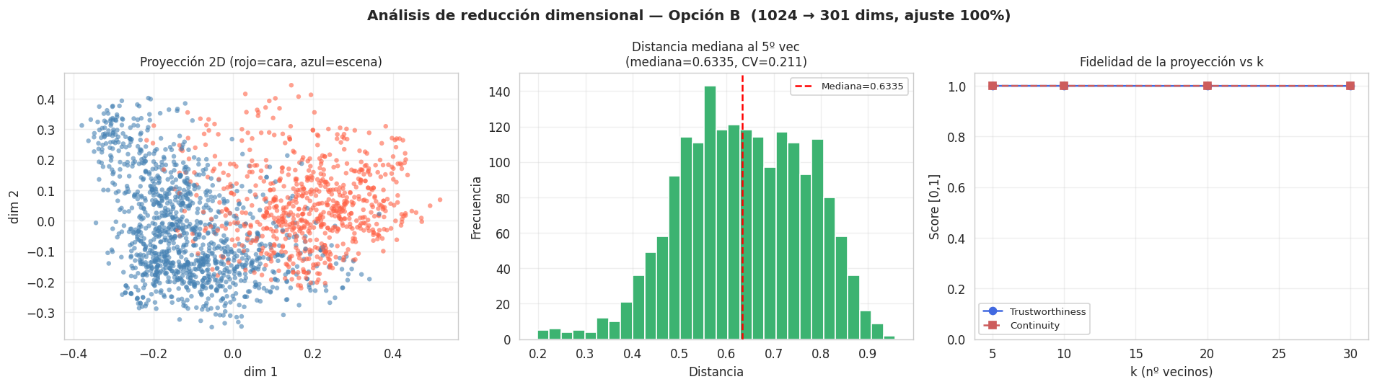 Análisis de reducción dimensional — Opción B  (1024 → 301 dims, ajuste 100%)
Proyección 2D (rojo=cara, azul=escena)
dim 2
0.4
0.3
0.2
0.1
0.0
−0.1
−0.2
−0.3
−0.4
−0.2
0.0
0.2
0.4
dim 1
Distancia mediana al 5º vec
(mediana=0.6335, CV=0.211)
Mediana=0.6335
Frecuencia
140
120
100
80
60
40
20
0
0.2
0.3
0.4
0.5
0.6
0.7
0.8
0.9
Distancia
Fidelidad de la proyección vs k
Score [0,1]
1.0
0.8
0.6
0.4
0.2
0.0
Trustworthiness
Continuity
5
10
15
20
25
30
k (nº vecinos)